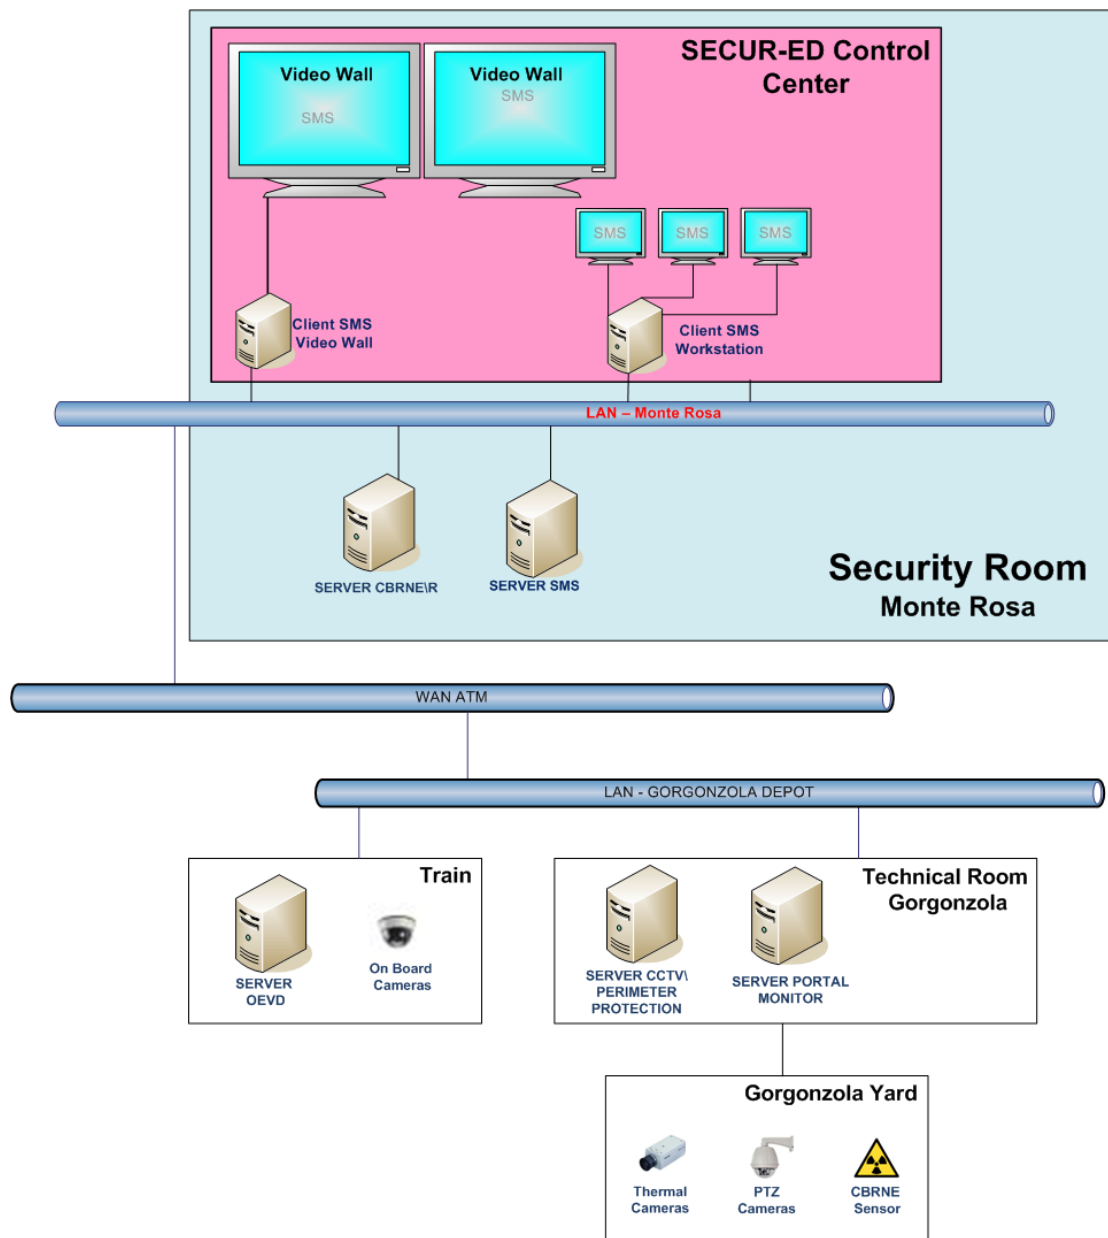 SECUR-ED Control
Center
Video Wall
SMS
Video Wall
SMS
SMS
SMS
SMS
Client SMS
Video Wall
Client SMS
Workstation
LAN – Monte Rosa
SERVER CBRNE\R
SERVER SMS
Security Room
Monte Rosa
WAN ATM
LAN - GORGONZOLA DEPOT
Train
SERVER
OEVD
On Board
Cameras
Technical Room
Gorgonzola
SERVER CCTV\
PERIMETER
PROTECTION
SERVER PORTAL
MONITOR
Gorgonzola Yard
Thermal
Cameras
PTZ
Cameras
CBRNE
Sensor